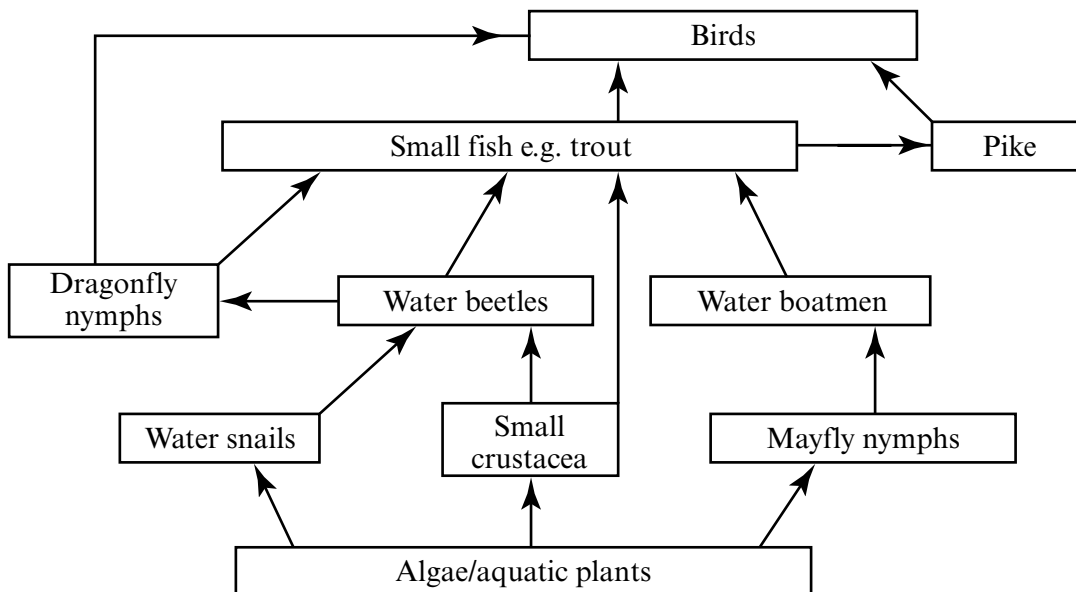 Birds
Small fish e.g. trout
Pike
Dragonfly
nymphs
Water beetles
Water boatmen
Water snails
Small
crustacea
Mayfly nymphs
Algae/aquatic plants